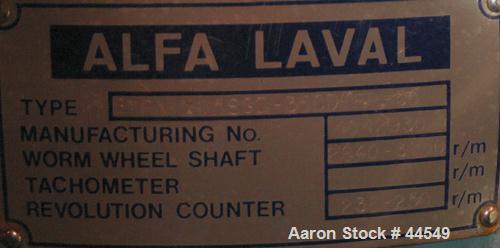 ALFA LAVAL
TYPE
MANUFACTURING No.
WORM WHEEL SHAFT r/m
TACHOMETER r/m
REVOLUTION COUNTER r/m
Aaron Stock # 44549